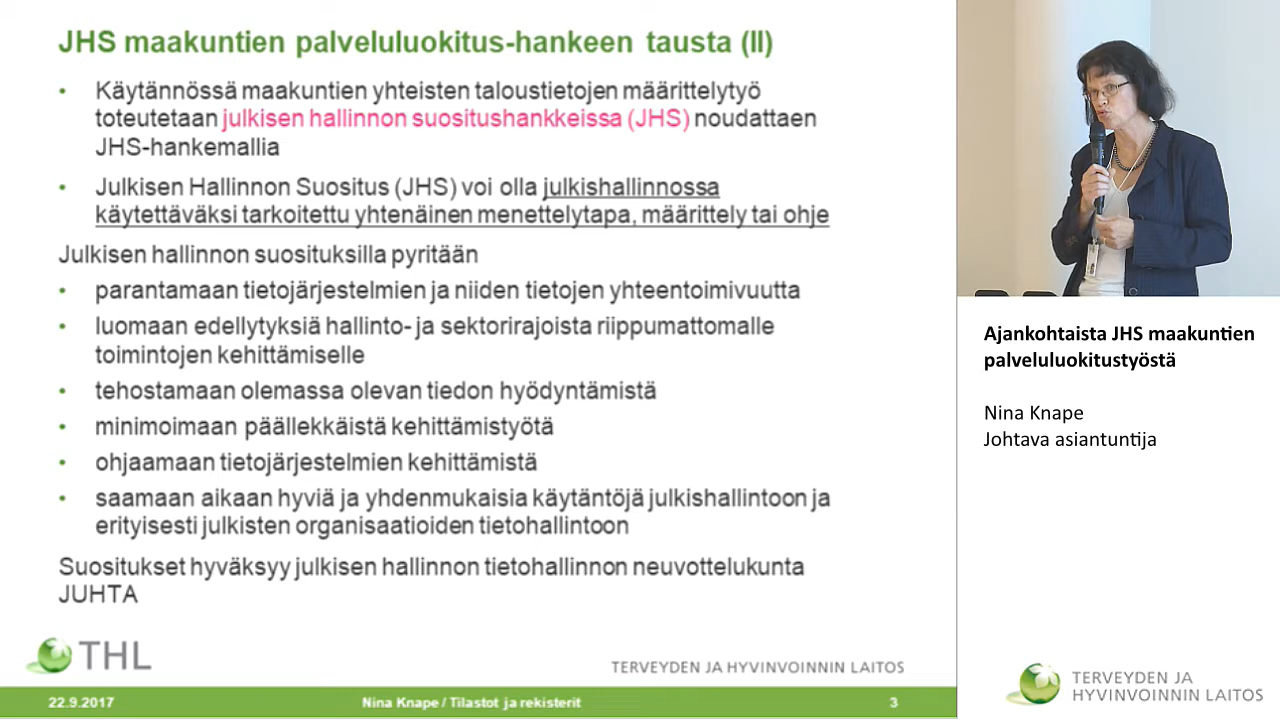 JHS maakuntien palveluluokitus-hankeen tausta (II)
• Käytännössä maakuntien yhteisten taloustietojen määrittelytyö
toteutetaan julkisen hallinnon suositushankkeissa (JHS) noudattaen
JHS-hankemallia
• Julkisen Hallinnon Suositus (JHS) voi olla julkishallinnossa
käytettäväksi tarkoitettu yhtenäinen menettelytapa, määrittely tai ohje
Julkisen hallinnon suosituksilla pyritään
• parantamaan tietojärjestelmien ja niiden tietojen yhteentoimivuutta
• luomaan edellytyksiä hallinto- ja sektorirajoista riippumattomalle
toimintojen kehittämiselle
• tehostamaan olemassa olevan tiedon hyödyntämistä
• minimoimaan päällekkäistä kehittämistyötä
• ohjaamaan tietojärjestelmien kehittämistä
• saamaan aikaan hyviä ja yhdenmukaisia käytäntöjä julkishallintoon ja
erityisesti julkisten organisaatioiden tietohallintoon
Suositukset hyväksyy julkisen hallinnon tietohallinnon neuvottelukunta
JUHTA
THL
TERVEYDEN JA HYVINVOINNIN LAITOS
22.9.2017
Nina Knape / Tilastot ja rekisterit
3
Ajankohtaista JHS maakuntien
palveluluokitustyöstä
Nina Knape
Johtava asiantuntija
TERVEYDEN JA
HYVINVOINNIN LAITOS